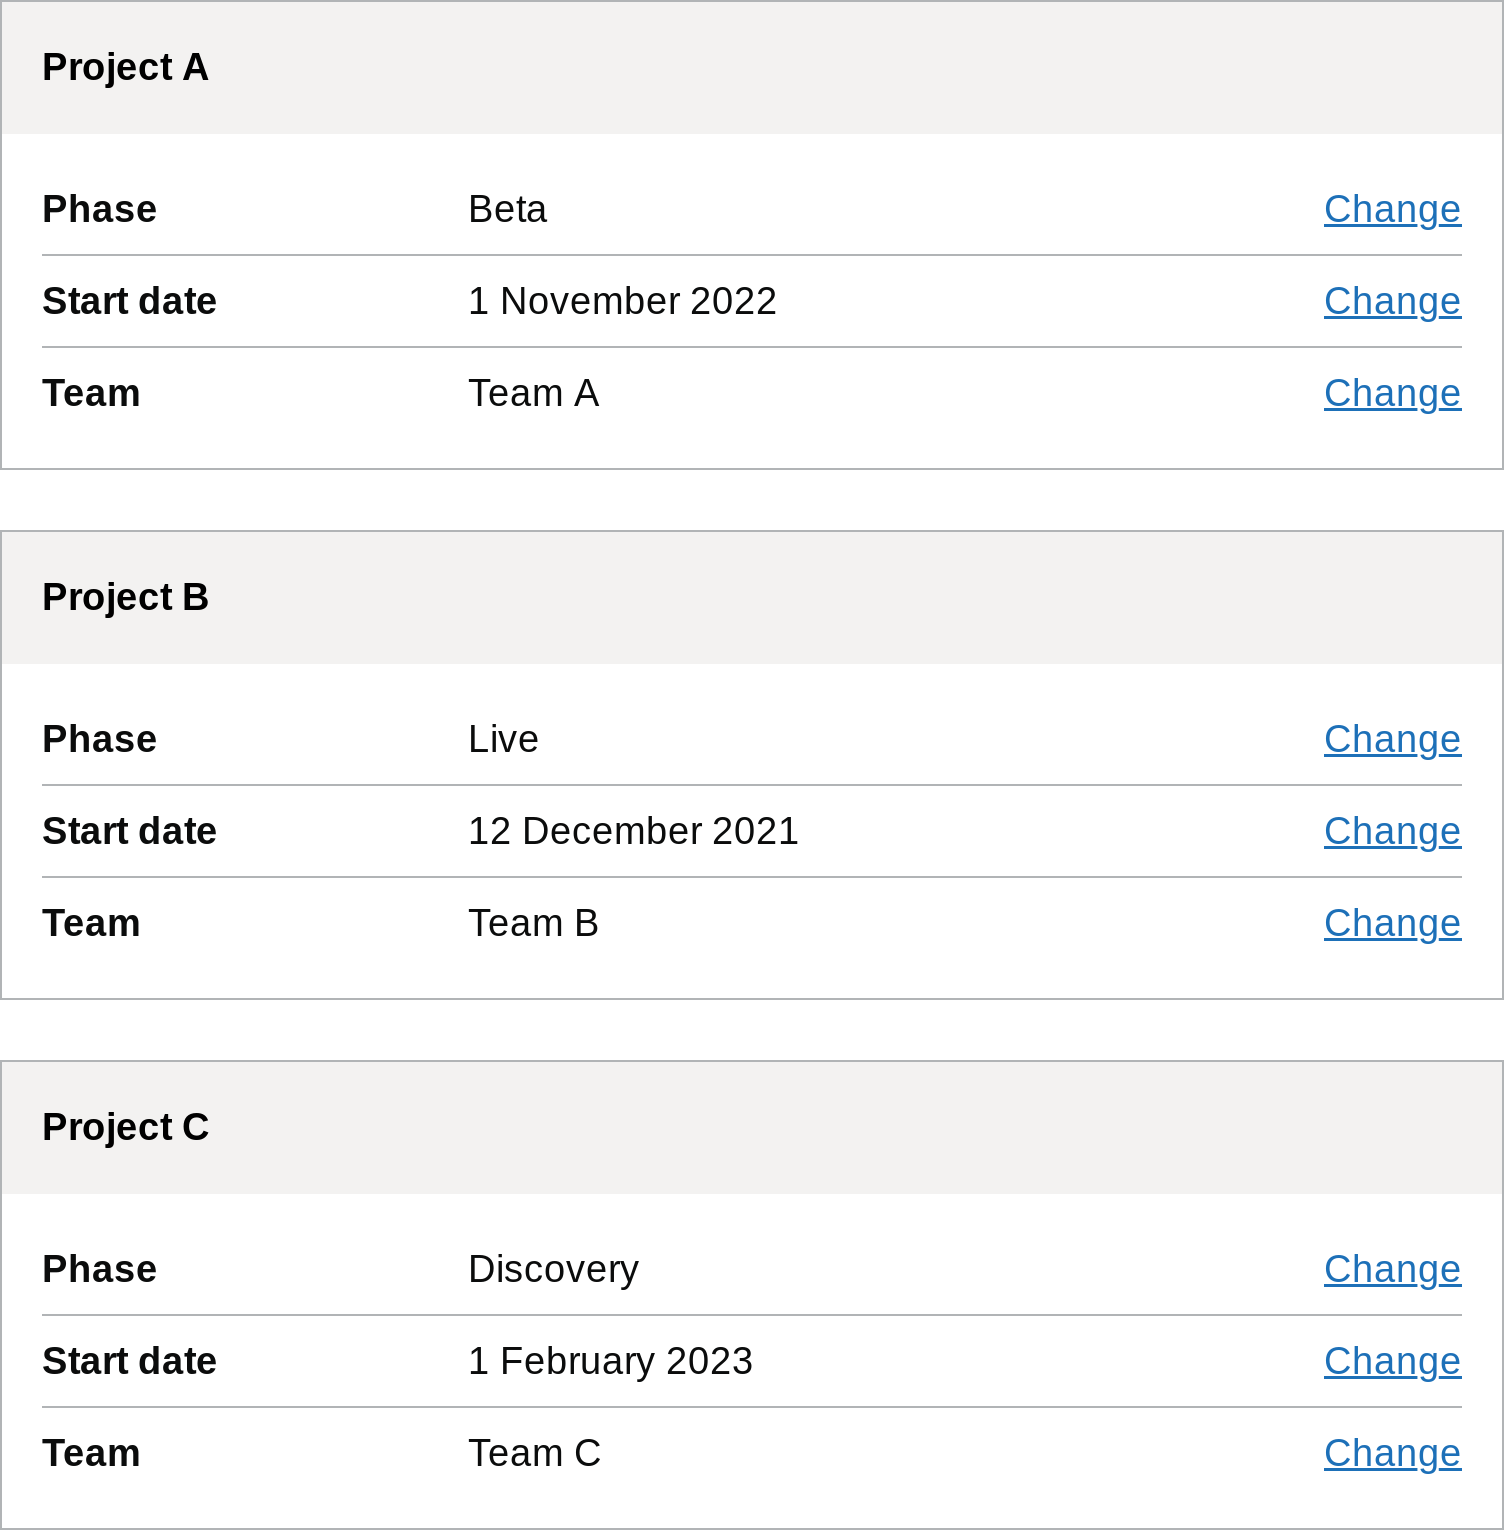 Project A
Phase Beta Change
Start date 1 November 2022 Change
Team Team A Change
Project B
Phase Live Change
Start date 12 December 2021 Change
Team Team B Change
Project C
Phase Discovery Change
Start date 1 February 2023 Change
Team Team C Change